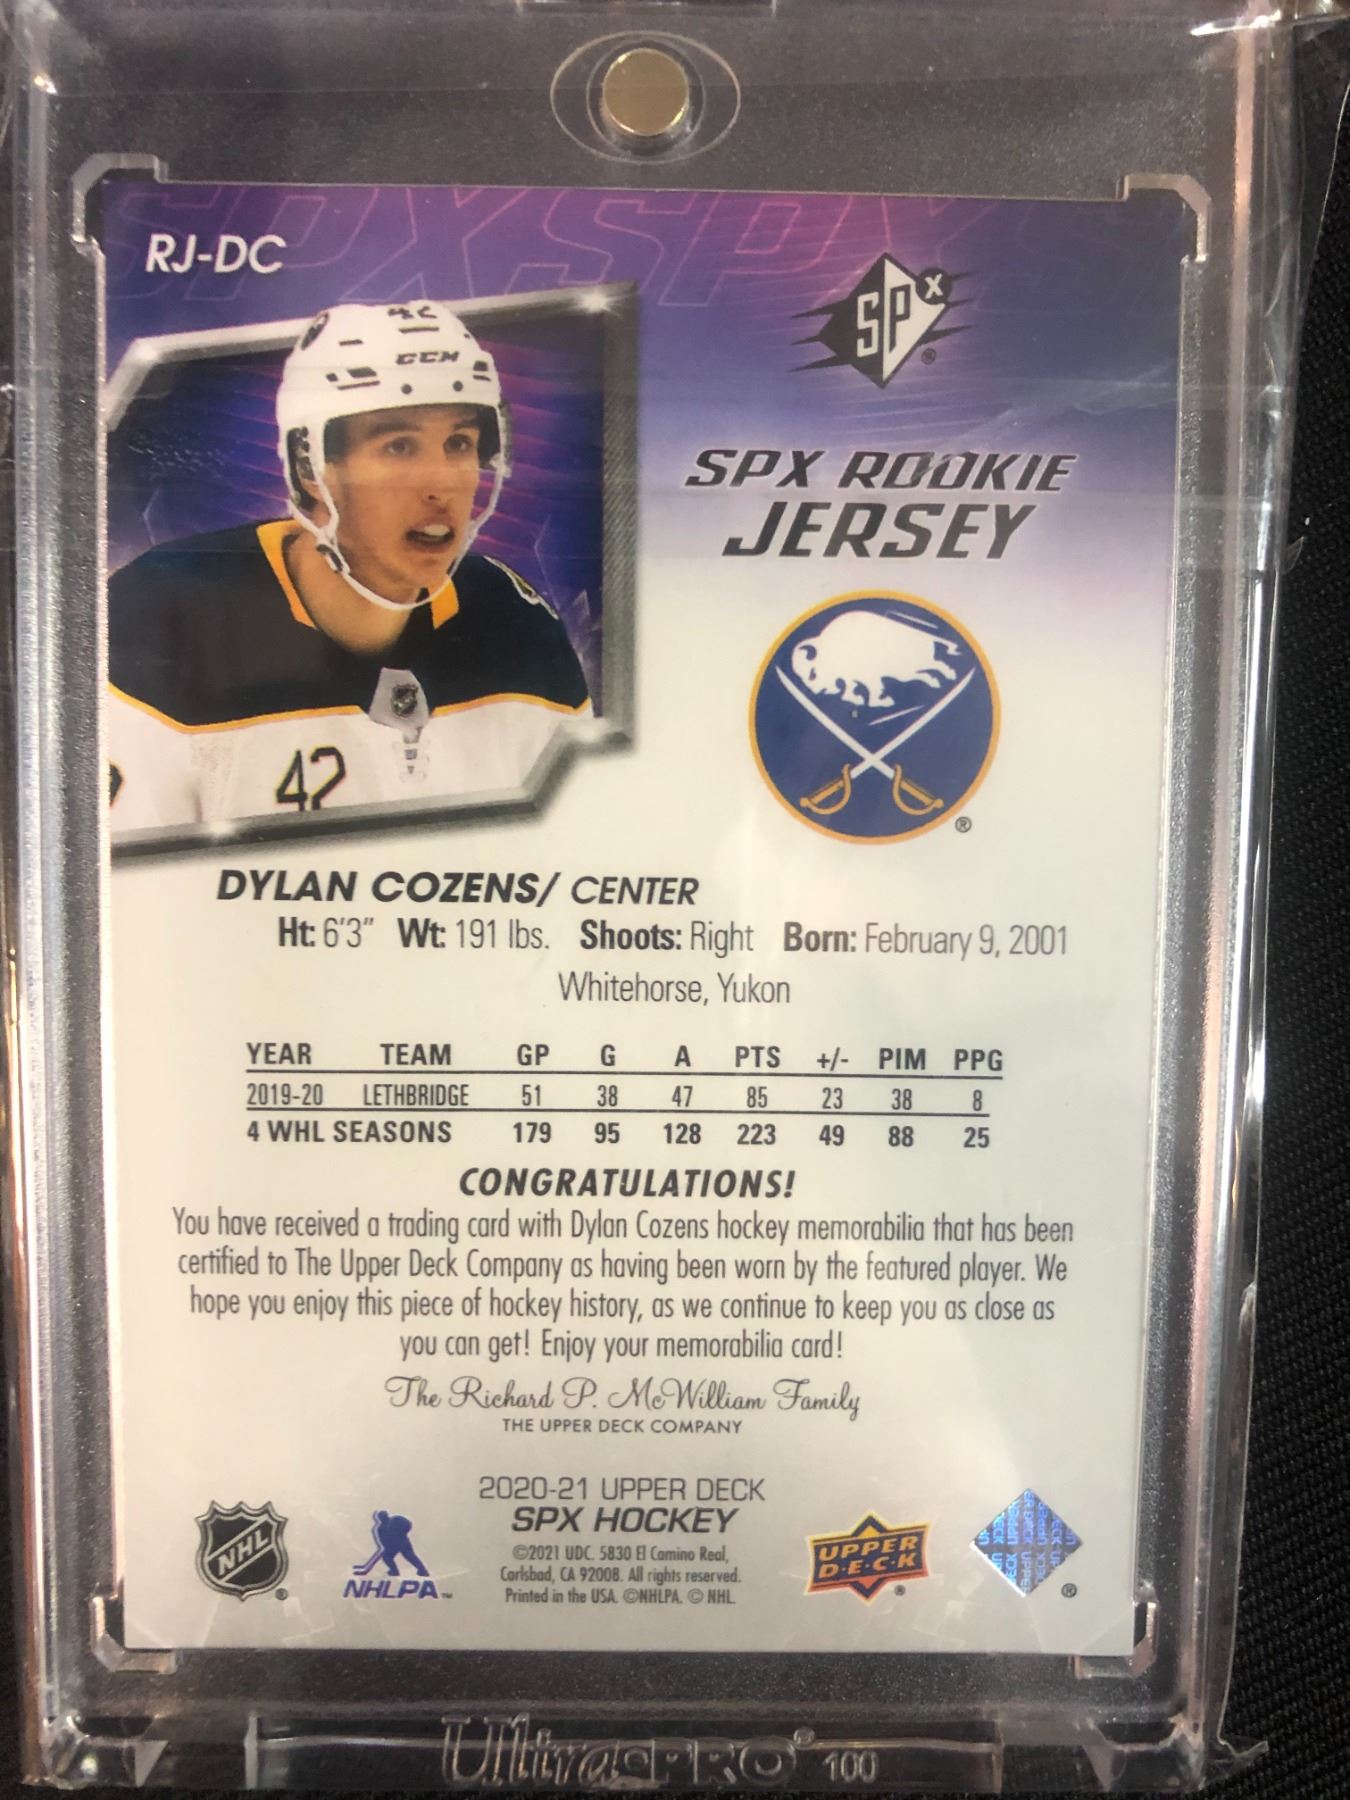 RJ-DC
SPx®
42
CCM
SPX ROOKIE
JERSEY
42
®
DYLAN COZENS/ CENTER
Ht: 6'3" Wt: 191 lbs. Shoots: Right Born: February 9, 2001
Whitehorse, Yukon
YEAR TEAM GP G A PTS +/- PIM PPG
2019-20 LETHBRIDGE 51 38 47 85 23 38 8
4 WHL SEASONS 179 95 128 223 49 88 25
CONGRATULATIONS!
You have received a trading card with Dylan Cozens hockey memorabilia that has been
certified to The Upper Deck Company as having been worn by the featured player. We
hope you enjoy this piece of hockey history, as we continue to keep you as close as
you can get! Enjoy your memorabilia card!
The Richard P. McWilliam Family
THE UPPER DECK COMPANY
2020-21 UPPER DECK
SPX HOCKEY
©2021 UDC. 5830 El Camino Real,
Carlsbad, CA 92008. All rights reserved.
Printed in the USA. ©NHLPA. © NHL.
NHL®
NHLPA™
UPPER
D·E·C·K®
®
Ultra·PRO® 100